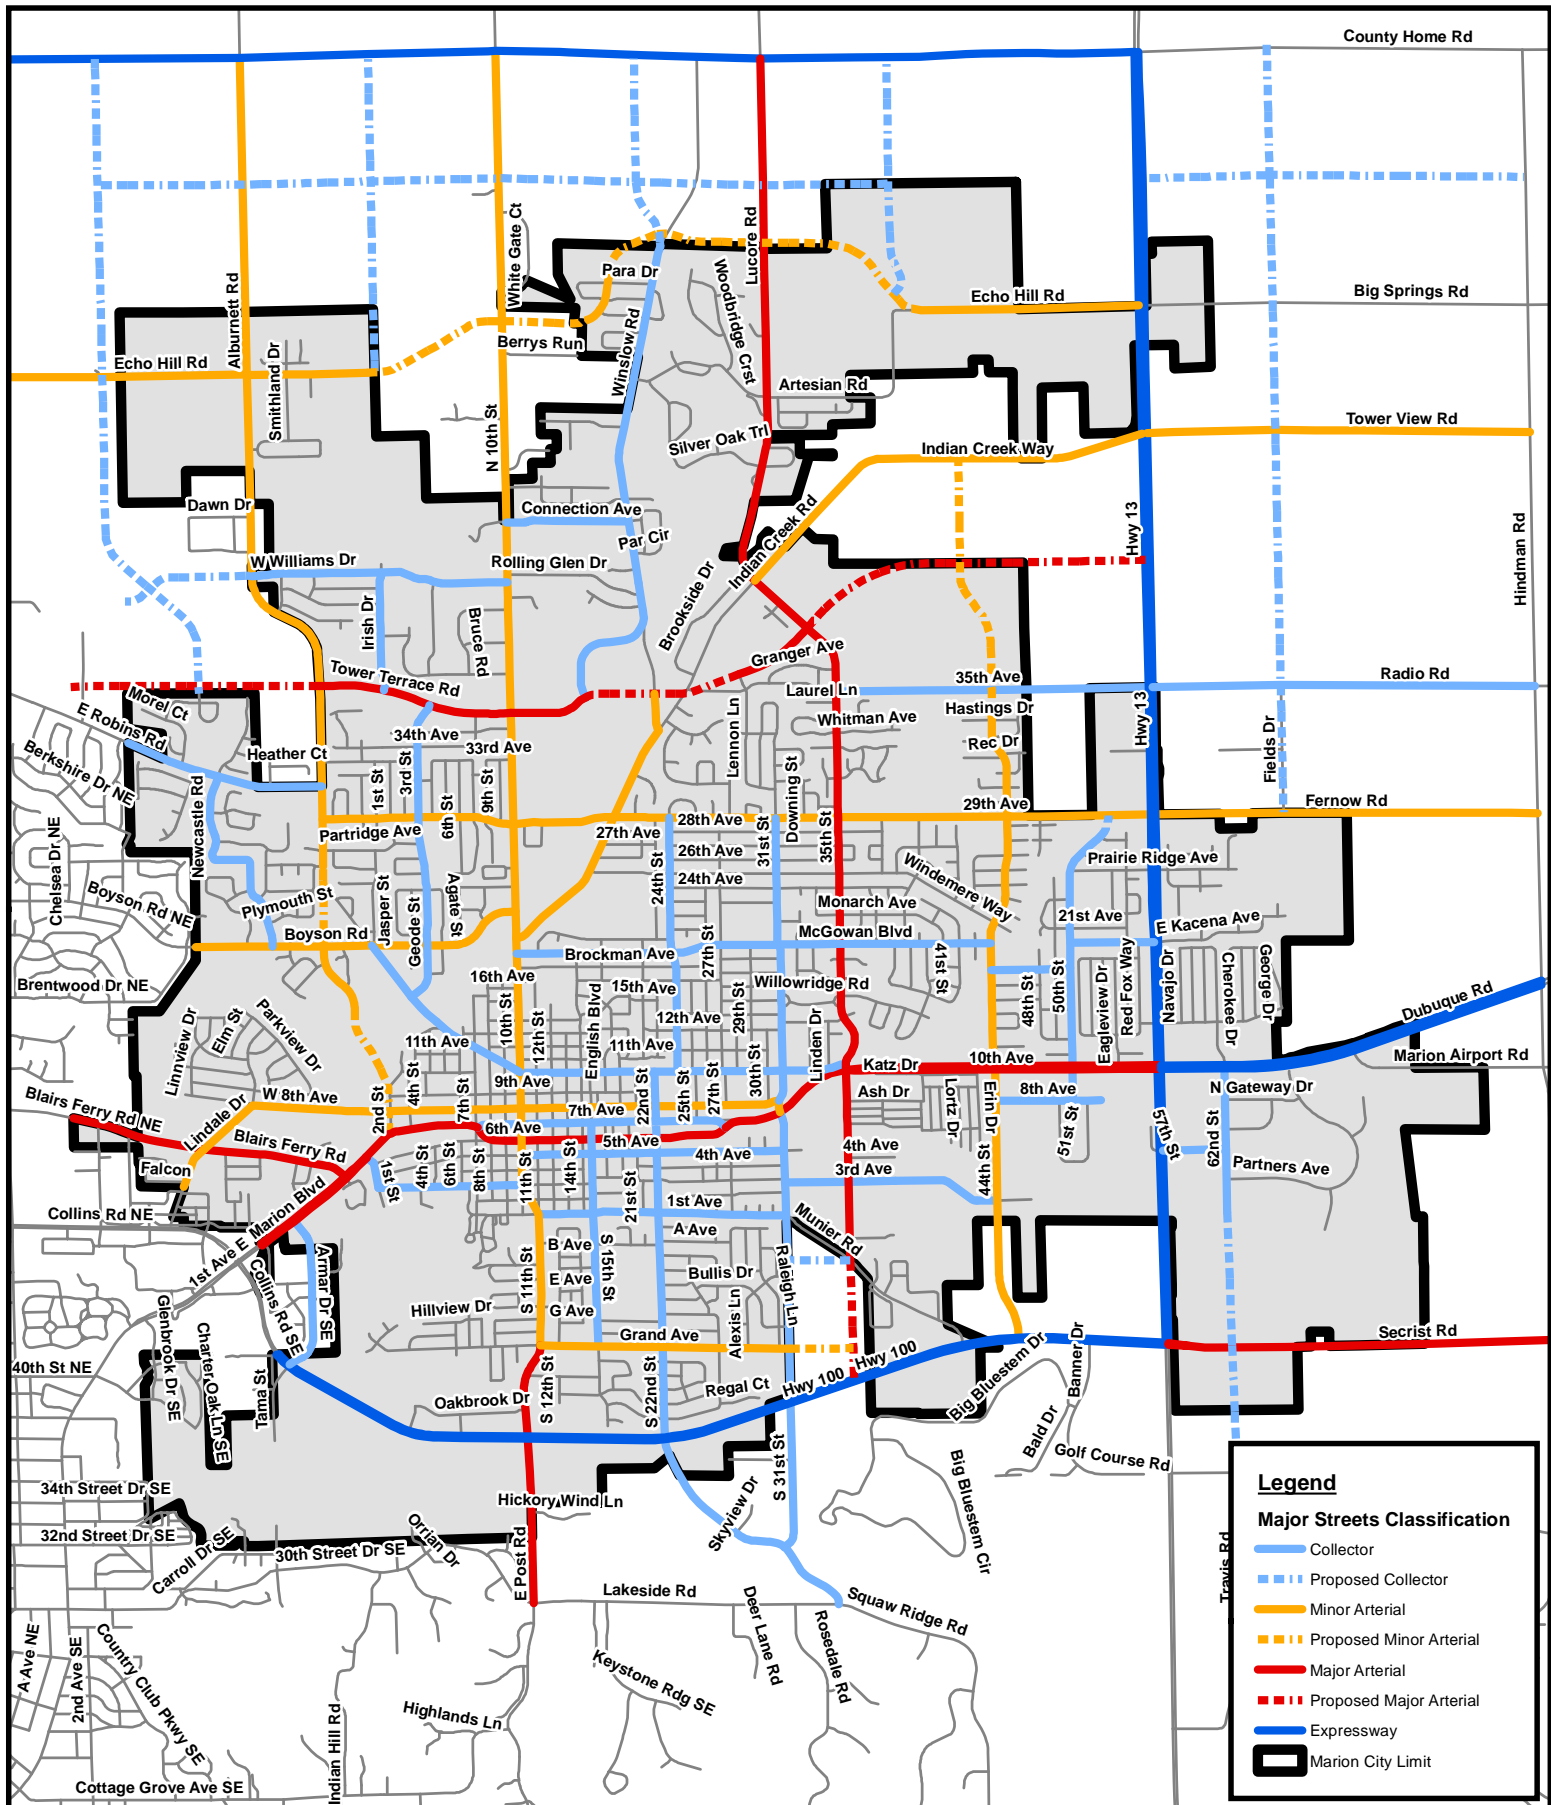 County Home Rd
White Gate Ct
Lucore Rd
Para Dr
Woodbridge Crst
Alburnett Rd
Echo Hill Rd
Big Springs Rd
Berrys Run
Winslow Rd
Echo Hill Rd
Smithland Dr
Artesian Rd
N 10th St
Silver Oak Trl
Tower View Rd
Indian Creek Way
Dawn Dr
Connection Ave
Par Cir
Indian Creek Rd
Hwy 13
Hindman Rd
W Williams Dr
Rolling Glen Dr
Brookside Dr
Irish Dr
Bruce Rd
Granger Ave
Tower Terrace Rd
35th Ave
Radio Rd
Laurel Ln
Morel Ct
E Robins Rd
Hastings Dr
Whitman Ave
Hwy 13
34th Ave
33rd Ave
Lennon Ln
Rec Dr
Fields Dr
Berkshire Dr NE
Heather Ct
1st St
3rd St
9th St
6th St
Downing St
29th Ave
Fernow Rd
Newcastle Rd
Partridge Ave
27th Ave
28th Ave
31st St
35th St
Chelsea Dr NE
26th Ave
24th St
24th Ave
Prairie Ridge Ave
Windemere Way
Boyson Rd NE
Plymouth St
Jasper St
Geode St
Agate St
Monarch Ave
21st Ave
E Kacena Ave
Boyson Rd
Brockman Ave
27th St
McGowan Blvd
41st St
Brentwood Dr NE
16th Ave
15th Ave
Willowridge Rd
48th St
50th St
Eagleview Dr
Red Fox Way
Navajo Dr
Cherokee Dr
George Dr
Dubuque Rd
Linnview Dr
Elm St
Parkview Dr
10th St
12th St
English Blvd
12th Ave
29th St
Linden Dr
11th Ave
11th Ave
Katz Dr
10th Ave
Marion Airport Rd
9th Ave
Blairs Ferry Rd NE
W 8th Ave
2nd St
4th St
7th St
7th Ave
22nd St
25th St
27th St
30th St
Ash Dr
Lortz Dr
Erin Dr
8th Ave
N Gateway Dr
Lindale Dr
Blairs Ferry Rd
6th Ave
5th Ave
4th Ave
4th Ave
51st St
57th St
62nd St
Falcon
1st St
4th St
6th St
8th St
11th St
14th St
21st St
3rd Ave
44th St
Partners Ave
Collins Rd NE
Marion Blvd
1st Ave
A Ave
Munier Rd
1st Ave E
Collins Rd SE
Armar Dr SE
B Ave
S 15th St
E Ave
Bullis Dr
Raleigh Ln
S 11th St
Hillview Dr
G Ave
Glenbrook Dr SE
Charter Oak Ln SE
Grand Ave
Alexis Ln
Secrist Rd
Hwy 100
Hwy 100
Big Bluestem Dr
Banner Dr
40th St NE
Tama St
Oakbrook Dr
S 12th St
S 22nd St
Regal Ct
Bald Dr
Golf Course Rd
34th Street Dr SE
Hickory Wind Ln
S 31st St
Skyview Dr
Big Bluestem Cir
32nd Street Dr SE
Carroll Dr SE
30th Street Dr SE
Orrian Dr
E Post Rd
Travis Rd
Lakeside Rd
Deer Lane Rd
Rosedale Rd
Squaw Ridge Rd
A Ave NE
2nd Ave SE
Country Club Pkwy SE
Keystone Rdg SE
Highlands Ln
Indian Hill Rd
Cottage Grove Ave SE
Legend
Major Streets Classification
Collector
Proposed Collector
Minor Arterial
Proposed Minor Arterial
Major Arterial
Proposed Major Arterial
Expressway
Marion City Limit